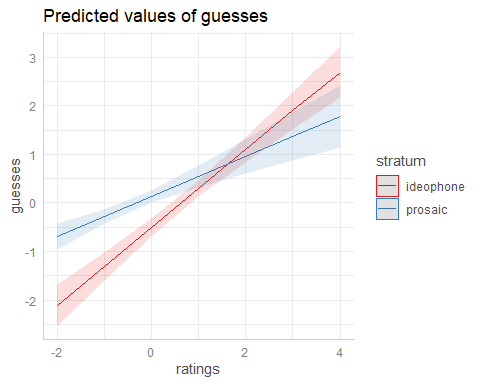 Predicted values of guesses
3
2
1
0
-1
-2
guesses
-2
0
2
4
ratings
stratum
ideophone
prosaic